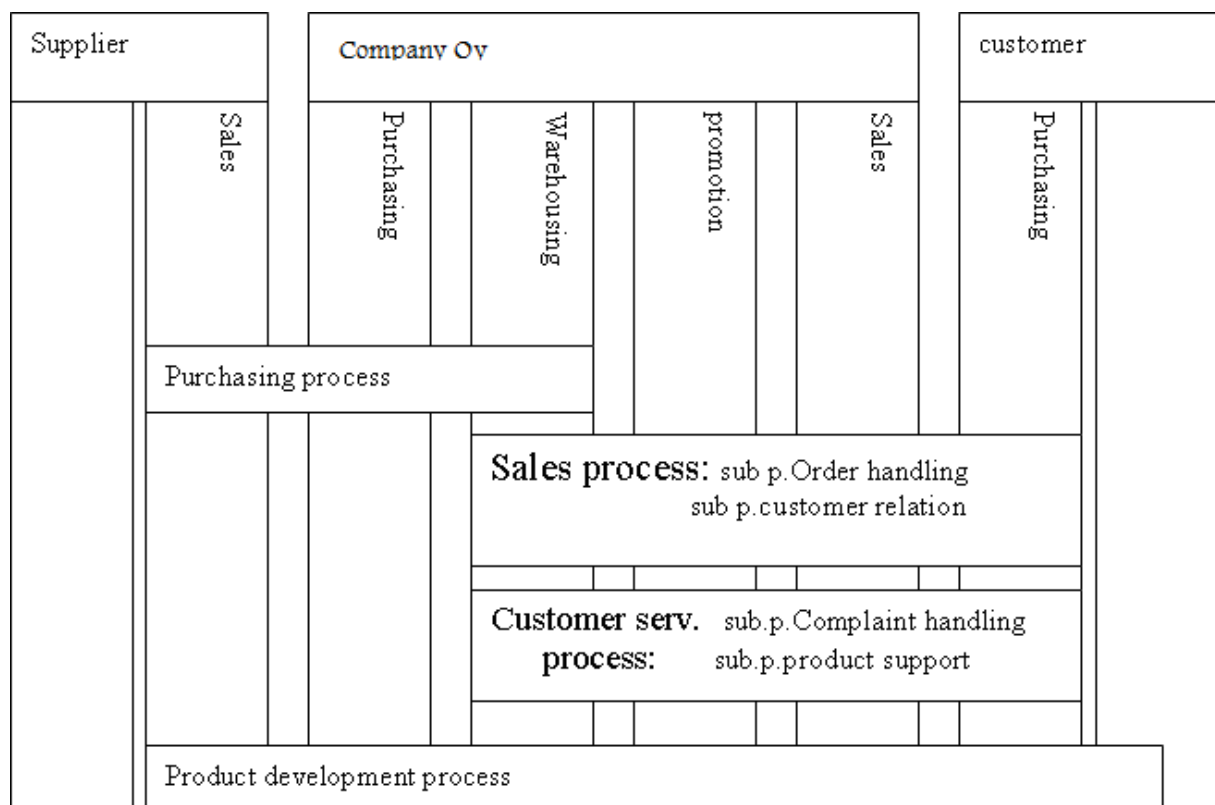 Supplier
Company Oy
customer
Sales
Purchasing
Warehousing
promotion
Sales
Purchasing
Purchasing process
Sales process: sub p.Order handling
sub p.customer relation
Customer serv. sub.p.Complaint handling
process: sub.p.product support
Product development process